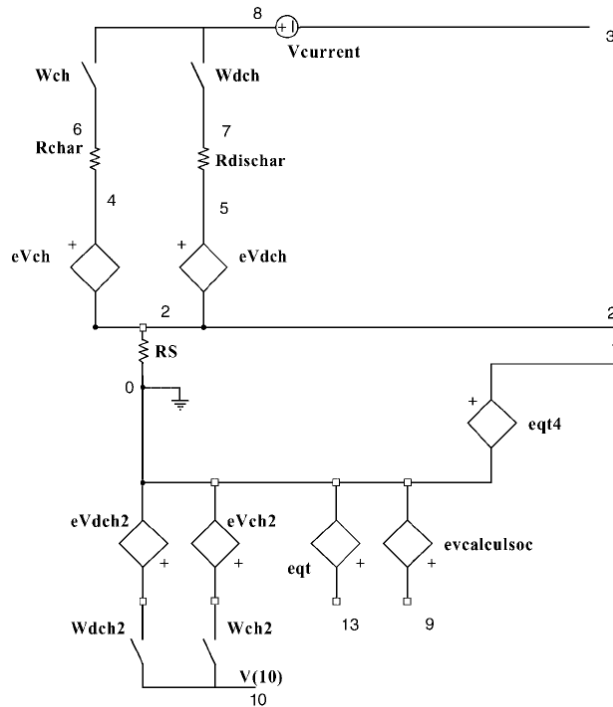 8
+ -
Vcurrent
3
Wch
Wdch
6
7
Rchar
Rdischar
4
5
+
+
eVch
eVdch
2
2
RS
0
+
eqt4
eVdch2
eVch2
evcalculsoc
eqt
+
+
+
+
Wdch2
Wch2
13
9
V(10)
10